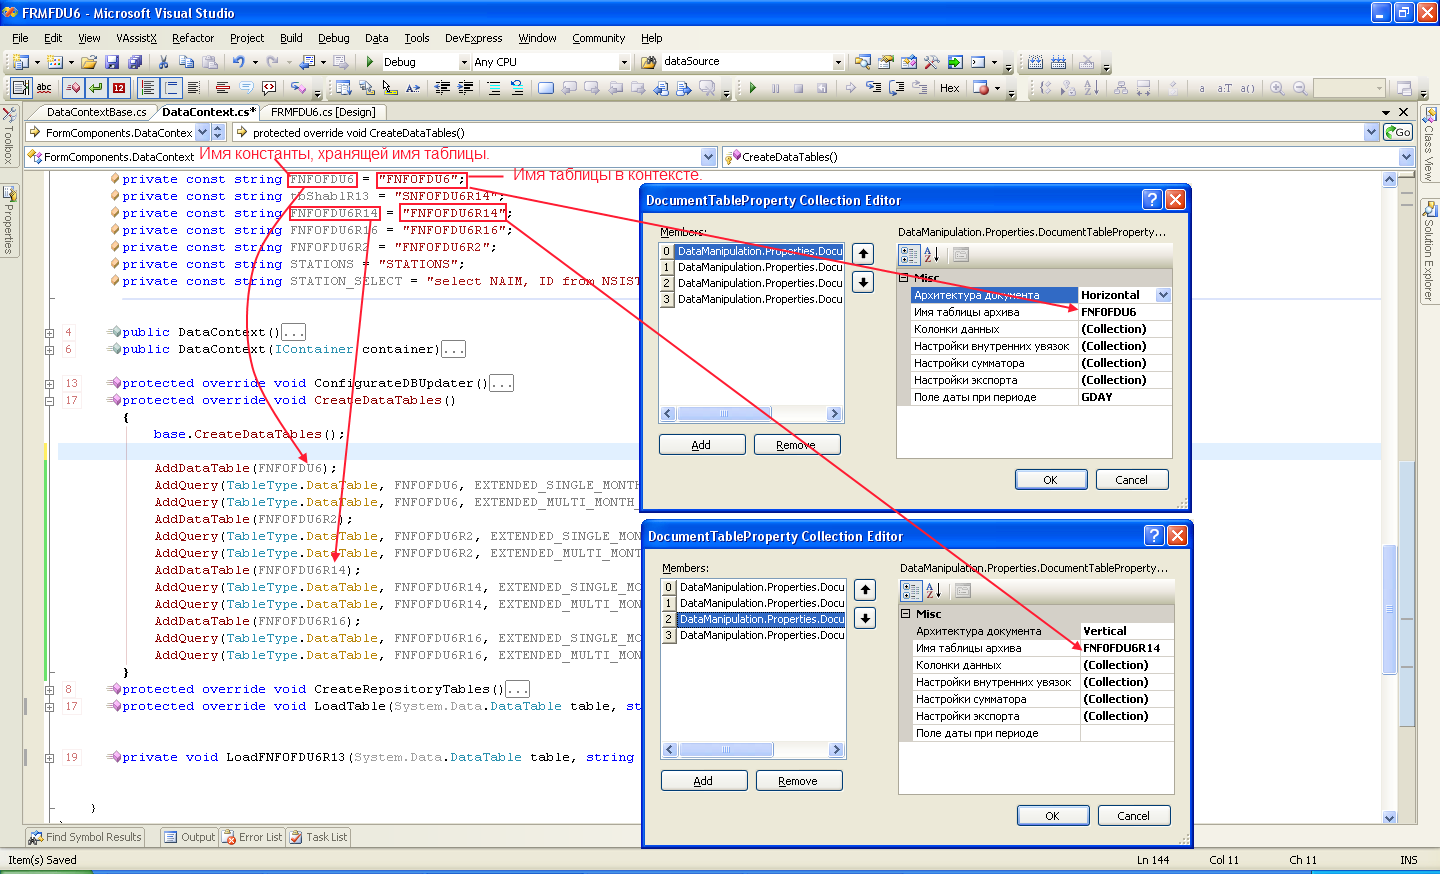 FRMFDU6 - Microsoft Visual Studio
File Edit View VAssistX Refactor Project Build Debug Data Tools DevExpress Window Community Help
Debug Any CPU dataSource
abc 12 A± Hex a a:T a()
DataContextBase.cs DataContext.cs* FRMFDU6.cs [Design]
FormComponents.DataContex protected override void CreateDataTables() Go
FormComponents.DataContext CreateDataTables()
Имя константы, хранящей имя таблицы.
Имя таблицы в контексте.
Toolbox
Properties
Class View
Solution Explorer
private const string FNFOFDU6 = "FNFOFDU6";
private const string tbShablR13 = "SNFOFDU6R14";
private const string FNFOFDU6R14 = "FNFOFDU6R14";
private const string FNFOFDU6R16 = "FNFOFDU6R16";
private const string FNFOFDU6R2 = "FNFOFDU6R2";
private const string STATIONS = "STATIONS";
private const string STATION_SELECT = "select NAIM, ID from NSIST
4 public DataContext()...
6 public DataContext(IContainer container)...
13 protected override void ConfigurateDBUpdater()...
17 protected override void CreateDataTables()
{
base.CreateDataTables();
AddDataTable(FNFOFDU6);
AddQuery(TableType.DataTable, FNFOFDU6, EXTENDED_SINGLE_MONTH
AddQuery(TableType.DataTable, FNFOFDU6, EXTENDED_MULTI_MONTH
AddDataTable(FNFOFDU6R2);
AddQuery(TableType.DataTable, FNFOFDU6R2, EXTENDED_SINGLE_MON
AddQuery(TableType.DataTable, FNFOFDU6R2, EXTENDED_MULTI_MONT
AddDataTable(FNFOFDU6R14);
AddQuery(TableType.DataTable, FNFOFDU6R14, EXTENDED_SINGLE_MO
AddQuery(TableType.DataTable, FNFOFDU6R14, EXTENDED_MULTI_MON
AddDataTable(FNFOFDU6R16);
AddQuery(TableType.DataTable, FNFOFDU6R16, EXTENDED_SINGLE_MO
AddQuery(TableType.DataTable, FNFOFDU6R16, EXTENDED_MULTI_MON
}
8 protected override void CreateRepositoryTables()...
17 protected override void LoadTable(System.Data.DataTable table, st
19 private void LoadFNFOFDU6R13(System.Data.DataTable table, string
}
DocumentTableProperty Collection Editor
Members:
0 DataManipulation.Properties.Docu
1 DataManipulation.Properties.Docu
2 DataManipulation.Properties.Docu
3 DataManipulation.Properties.Docu
Add Remove
DataManipulation.Properties.DocumentTableProperty...
Misc
Архитектура документа Horizontal
Имя таблицы архива FNFOFDU6
Колонки данных (Collection)
Настройки внутренних увязок (Collection)
Настройки сумматора (Collection)
Настройки экспорта (Collection)
Поле даты при периоде GDAY
OK Cancel
DocumentTableProperty Collection Editor
Members:
0 DataManipulation.Properties.Docu
1 DataManipulation.Properties.Docu
2 DataManipulation.Properties.Docu
3 DataManipulation.Properties.Docu
Add Remove
DataManipulation.Properties.DocumentTableProperty...
Misc
Архитектура документа Vertical
Имя таблицы архива FNFOFDU6R14
Колонки данных (Collection)
Настройки внутренних увязок (Collection)
Настройки сумматора (Collection)
Настройки экспорта (Collection)
Поле даты при периоде
OK Cancel
Find Symbol Results Output Error List Task List
Item(s) Saved Ln 144 Col 11 Ch 11 INS